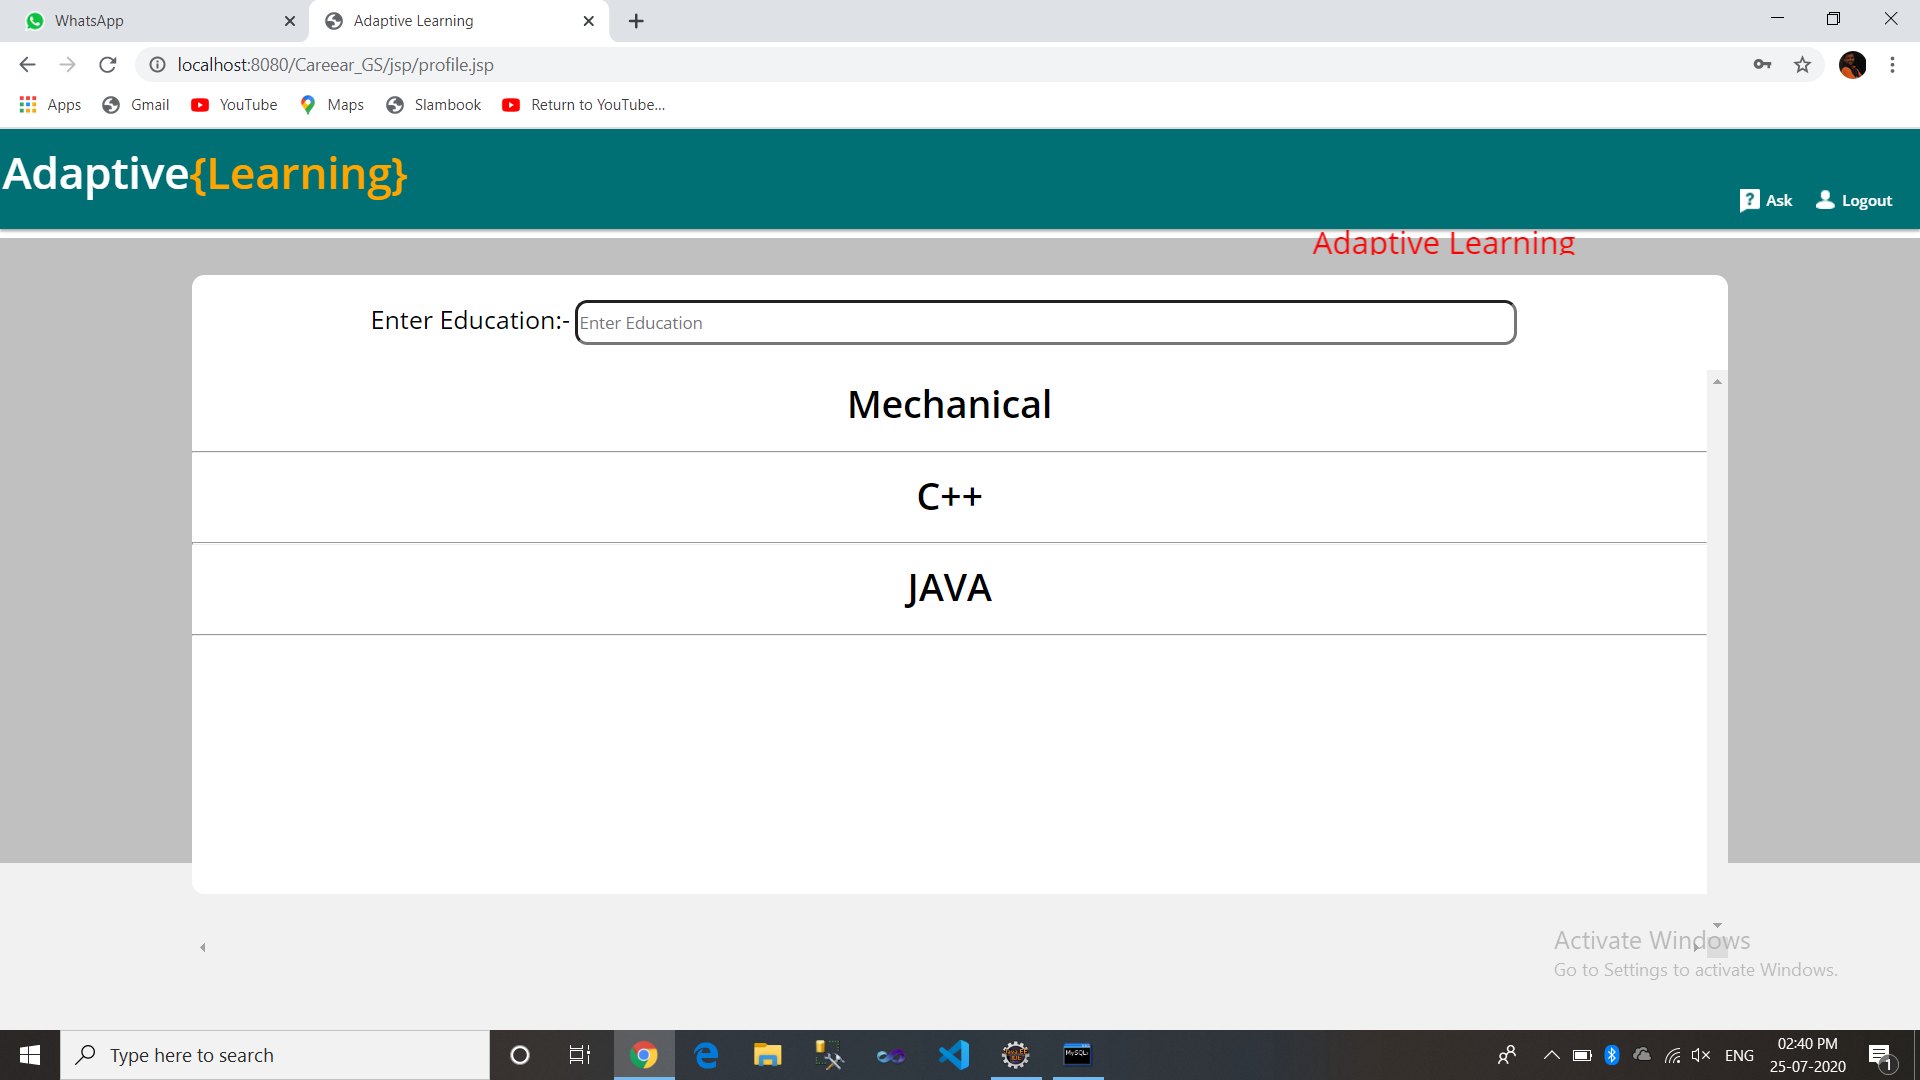 WhatsApp
Adaptive Learning
localhost:8080/Careear_GS/jsp/profile.jsp
Apps
Gmail
YouTube
Maps
Slambook
Return to YouTube...
Adaptive{Learning}
? Ask
Logout
Adaptive Learning
Enter Education:- Enter Education
Mechanical
C++
JAVA
Activate Windows
Go to Settings to activate Windows.
Type here to search
MySQL
ENG
02:40 PM
25-07-2020
1